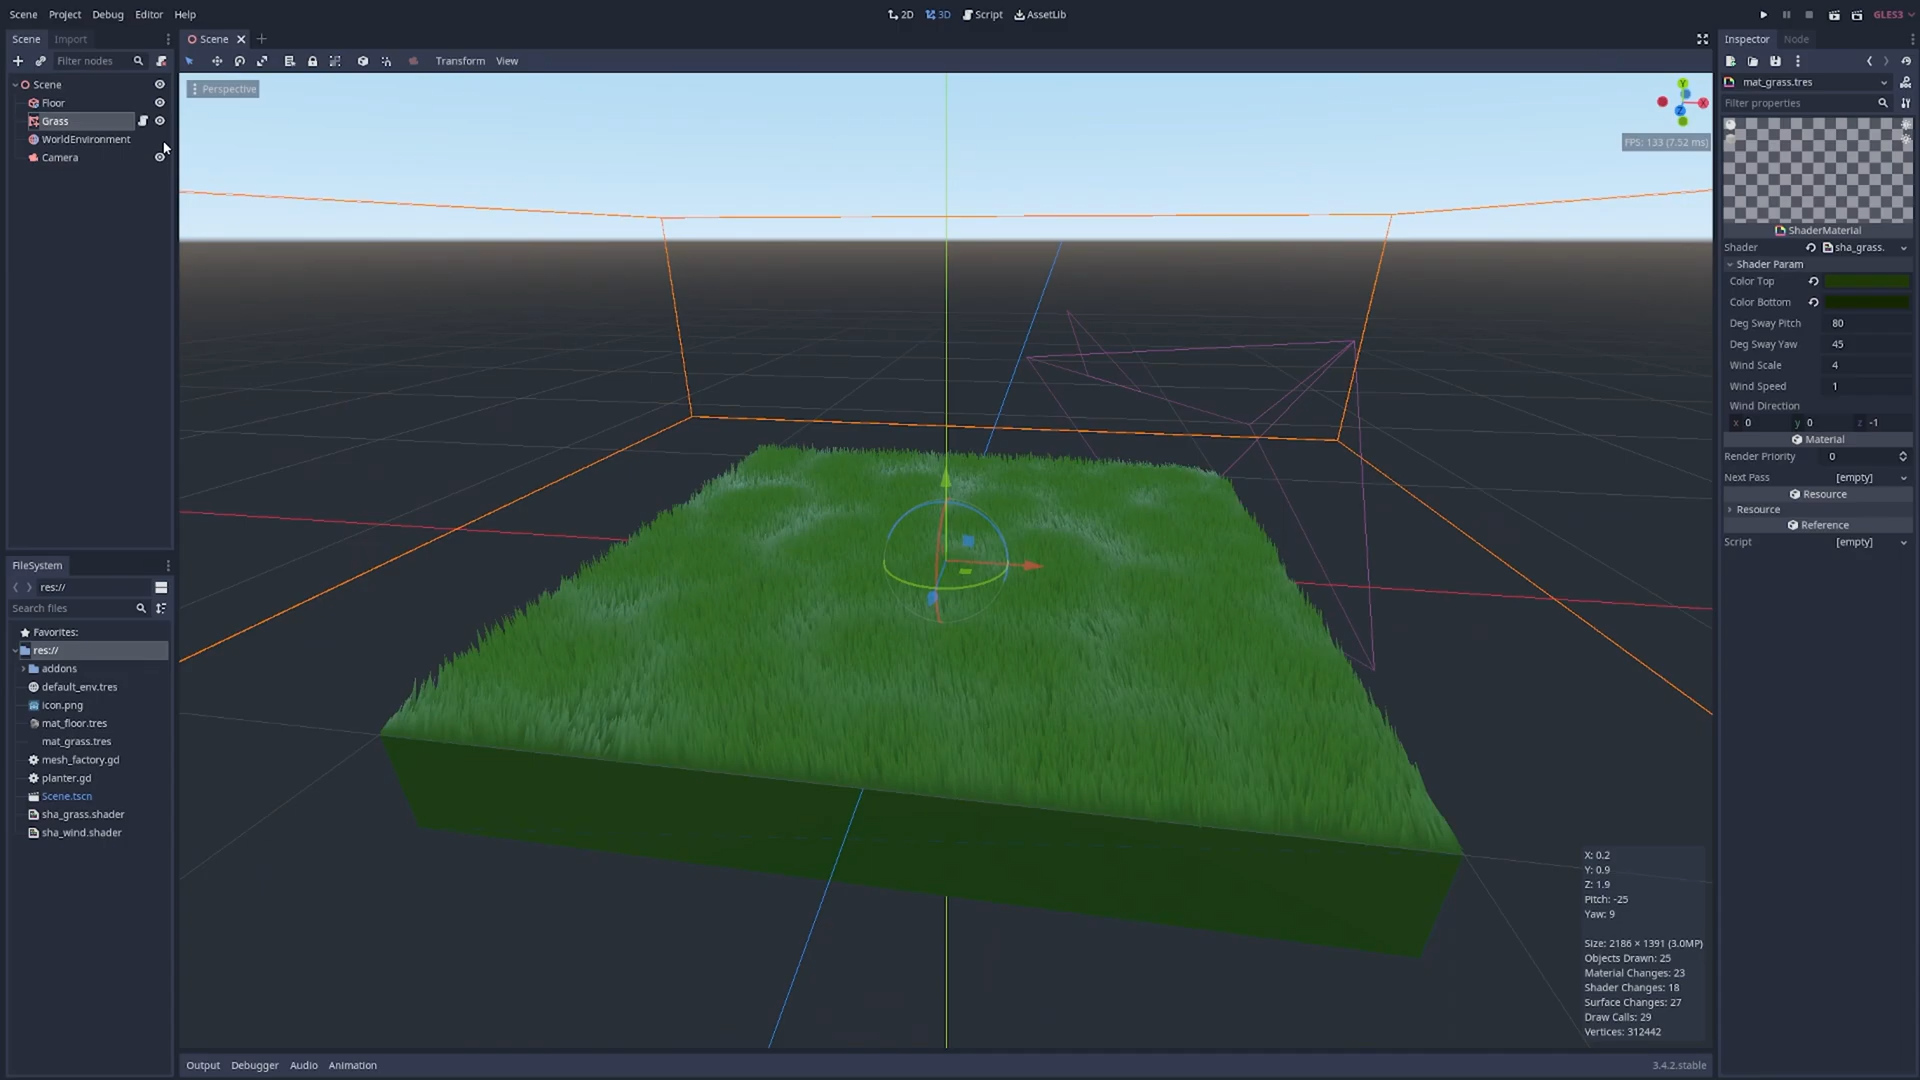 Scene Project Debug Editor Help
2D 3D Script AssetLib
GLES3
Scene Import
Filter nodes
Scene
Floor
Grass
WorldEnvironment
Camera
FileSystem
res://
Search files
Favorites:
res://
addons
default_env.tres
icon.png
mat_floor.tres
mat_grass.tres
mesh_factory.gd
planter.gd
Scene.tscn
sha_grass.shader
sha_wind.shader
Scene
Transform View
Perspective
Y
X
Z
FPS: 133 (7.52 ms)
X: 0.2
Y: 0.9
Z: 1.9
Pitch: -25
Yaw: 9
Size: 2186 × 1391 (3.0MP)
Objects Drawn: 25
Material Changes: 23
Shader Changes: 18
Surface Changes: 27
Draw Calls: 29
Vertices: 312442
Output Debugger Audio Animation
3.4.2.stable
Inspector Node
mat_grass.tres
Filter properties
ShaderMaterial
Shader sha_grass.
Shader Param
Color Top
Color Bottom
Deg Sway Pitch 80
Deg Sway Yaw 45
Wind Scale 4
Wind Speed 1
Wind Direction
x 0 y 0 z -1
Material
Render Priority 0
Next Pass [empty]
Resource
Resource
Reference
Script [empty]